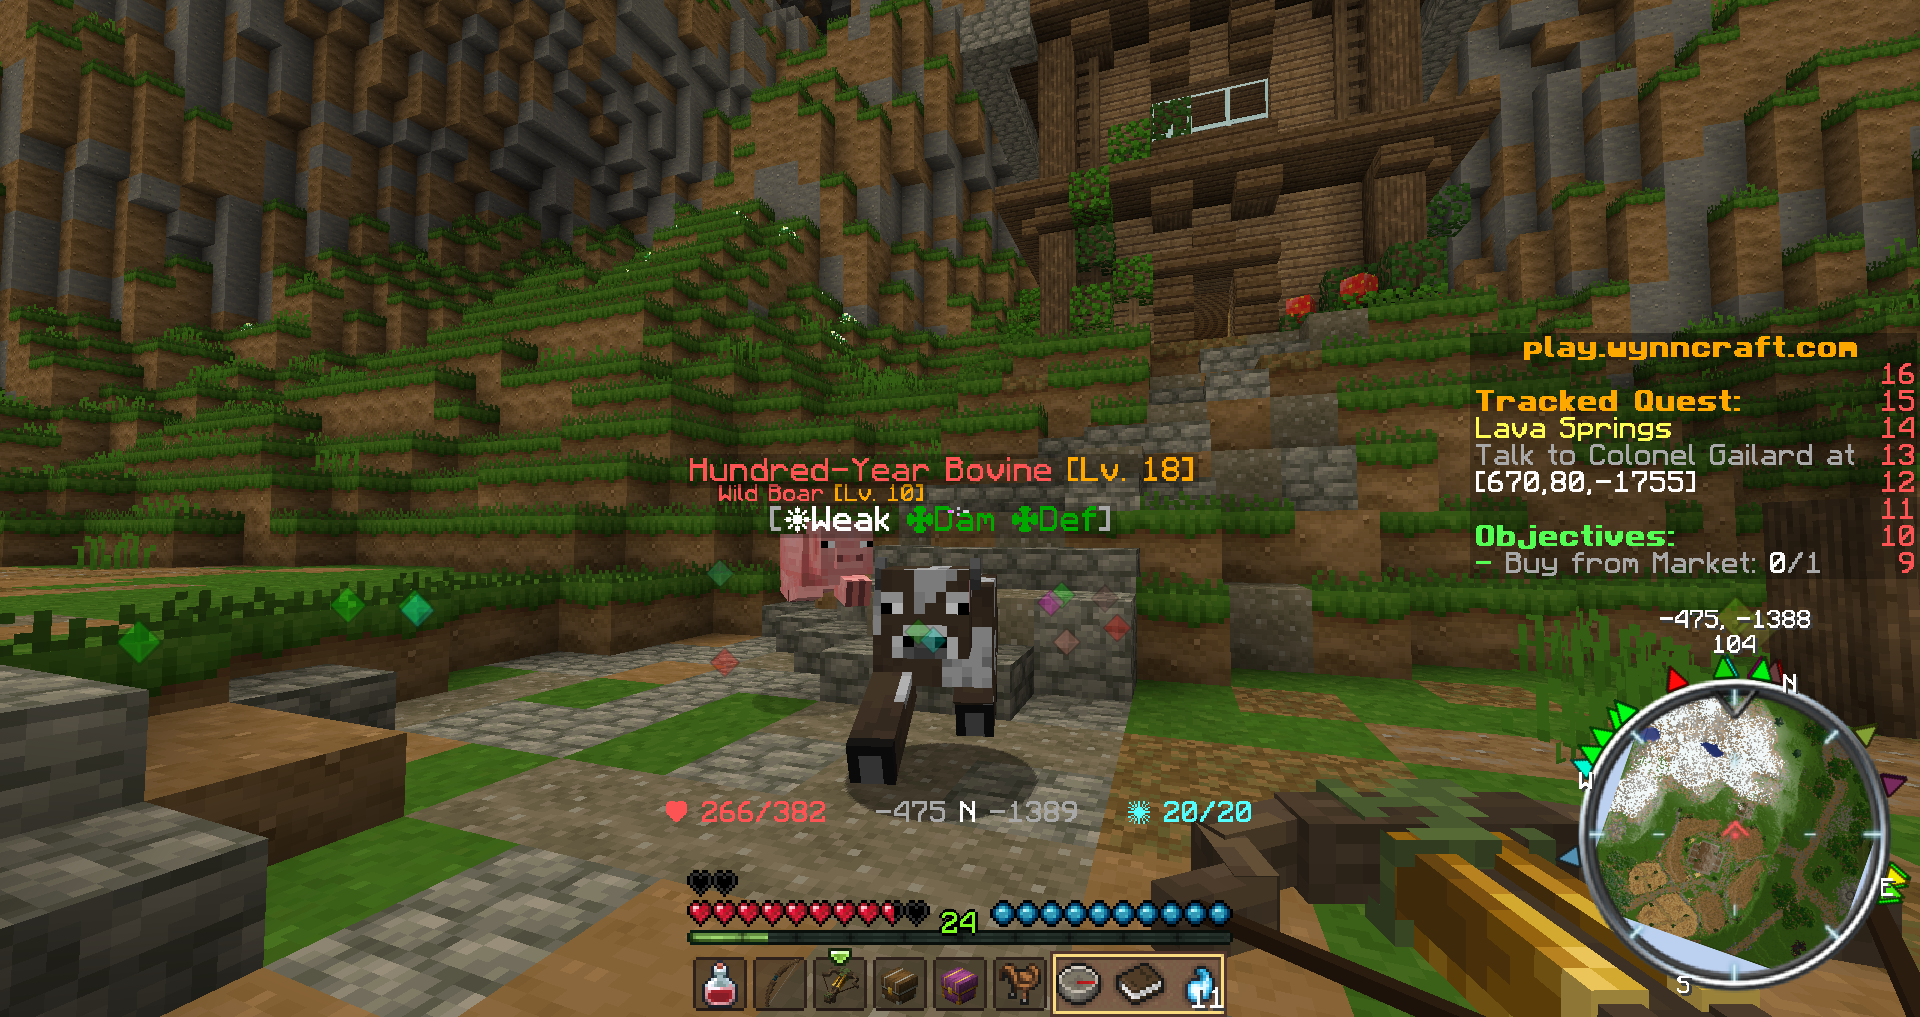 play.wynncraft.com
16
Tracked Quest: 15
Lava Springs 14
Talk to Colonel Gailard at 13
[670,80,-1755] 12
11
Objectives: 10
- Buy from Market: 0/1 9
Hundred-Year Bovine [Lv. 18]
Wild Boar [Lv. 10]
[☀Weak ✤Dam ✤Def]
-475, -1388
104
N
W
E
S
266/382 -475 N -1389 20/20
24
11